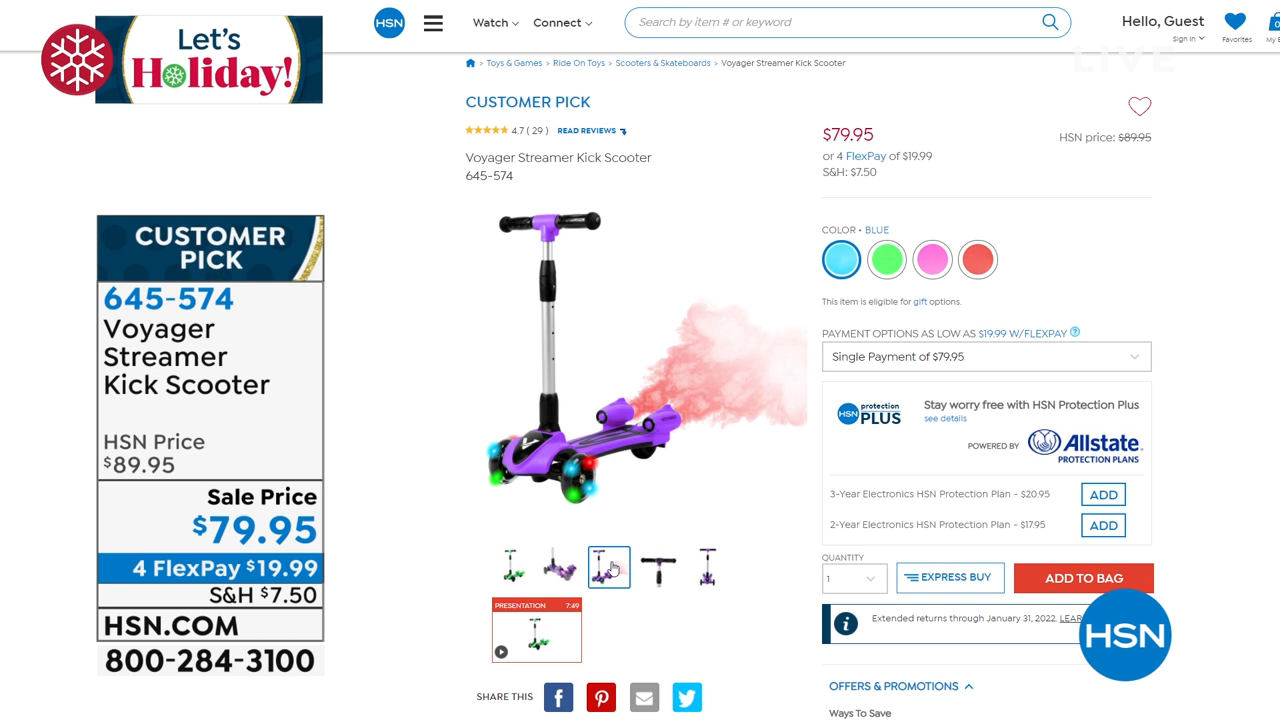 Let's
Holiday!
HSN
Watch
Connect
Search by item # or keyword
Hello, Guest
Sign In
Favorites
LIVE
Toys & Games > Ride On Toys > Scooters & Skateboards > Voyager Streamer Kick Scooter
CUSTOMER PICK
4.7 ( 29 ) READ REVIEWS
Voyager Streamer Kick Scooter
645-574
$79.95
HSN price: $89.95
or 4 FlexPay of $19.99
S&H: $7.50
COLOR • BLUE
This item is eligible for gift options.
PAYMENT OPTIONS AS LOW AS $19.99 W/FLEXPAY ?
Single Payment of $79.95
HSN protection PLUS
Stay worry free with HSN Protection Plus
see details
POWERED BY Allstate
PROTECTION PLANS
3-Year Electronics HSN Protection Plan - $20.95 ADD
2-Year Electronics HSN Protection Plan - $17.95 ADD
QUANTITY
1
EXPRESS BUY
ADD TO BAG
Extended returns through January 31, 2022.
HSN
OFFERS & PROMOTIONS
Ways To Save
PRESENTATION 7:49
SHARE THIS
CUSTOMER
PICK
645-574
Voyager
Streamer
Kick Scooter
HSN Price
$89.95
Sale Price
$79.95
4 FlexPay $19.99
S&H $7.50
HSN.COM
800-284-3100